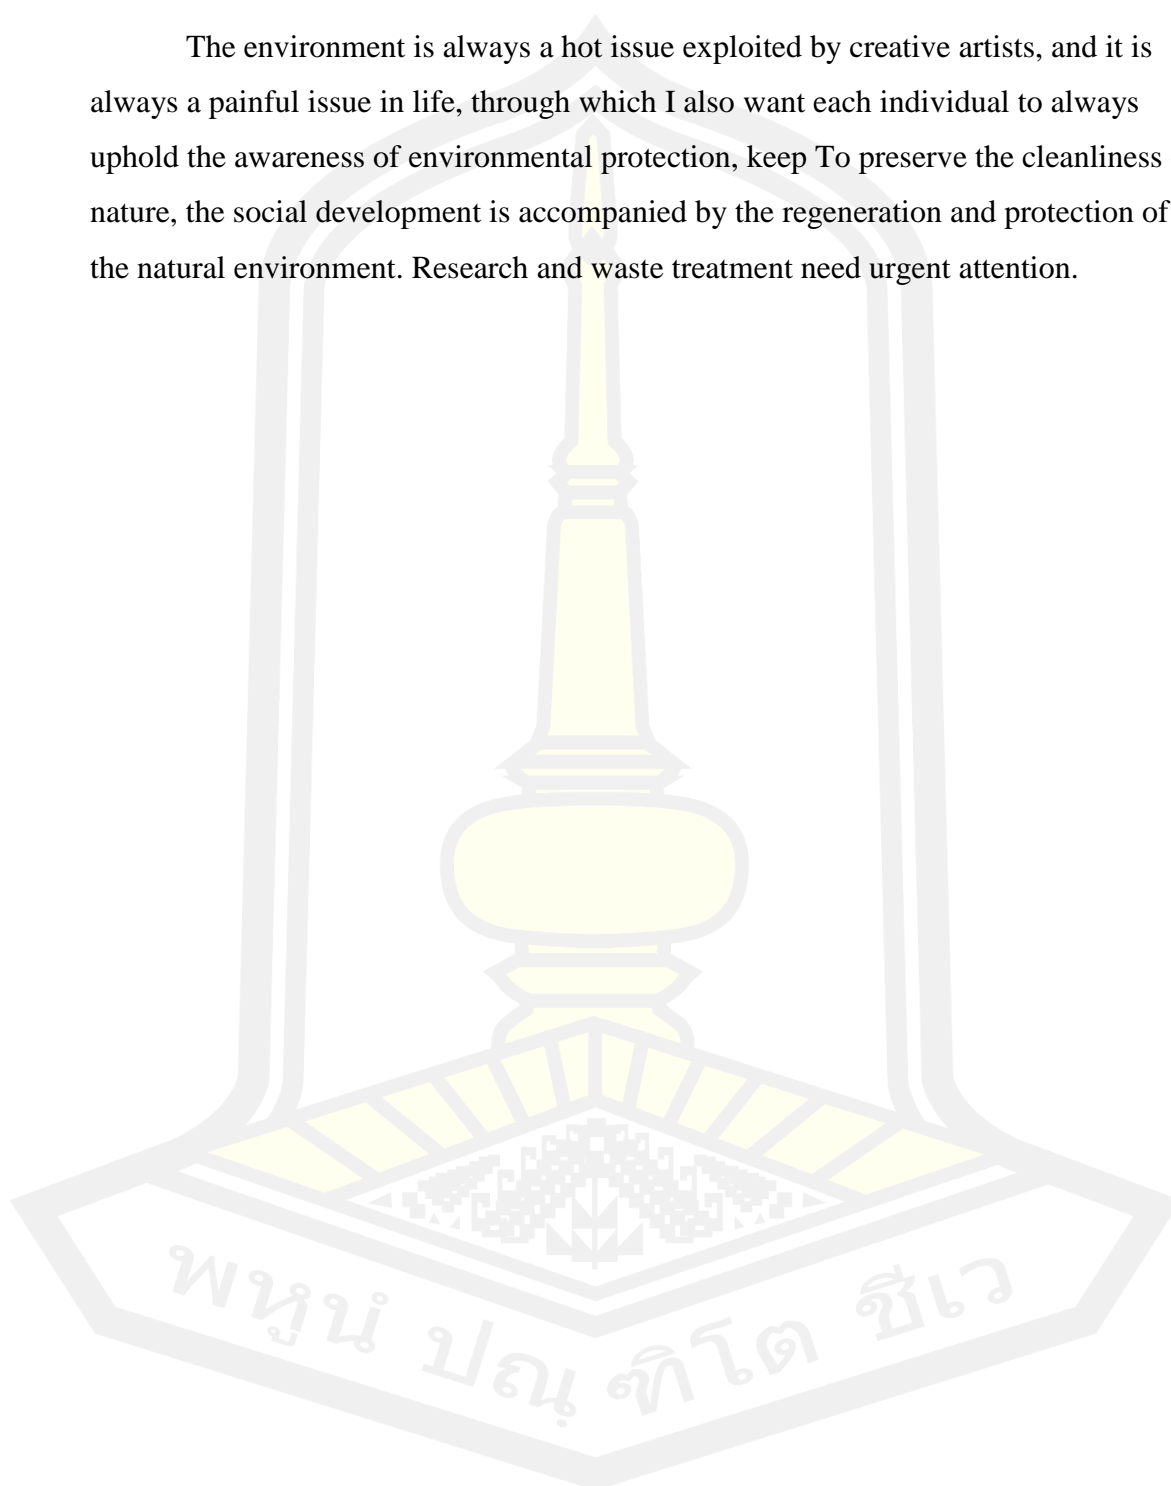 The environment is always a hot issue exploited by creative artists, and it is
always a painful issue in life, through which I also want each individual to always
uphold the awareness of environmental protection, keep To preserve the cleanliness
nature, the social development is accompanied by the regeneration and protection of
the natural environment. Research and waste treatment need urgent attention.
พหูนํ ปณฺฑิโต ชีเว